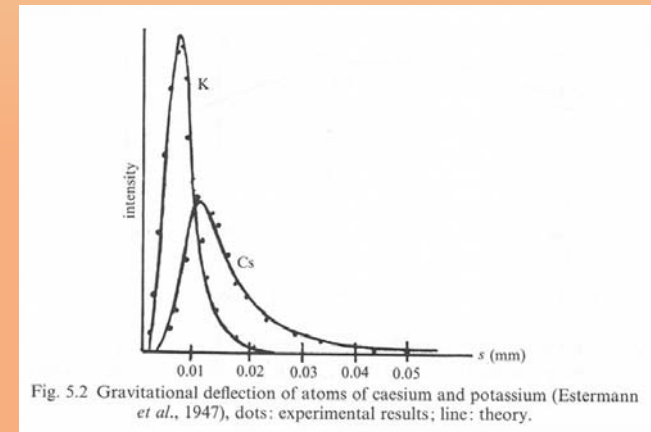 K
intensity
Cs
s (mm)
0.01 0.02 0.03 0.04 0.05
Fig. 5.2 Gravitational deflection of atoms of caesium and potassium (Estermann
et al., 1947), dots: experimental results; line: theory.